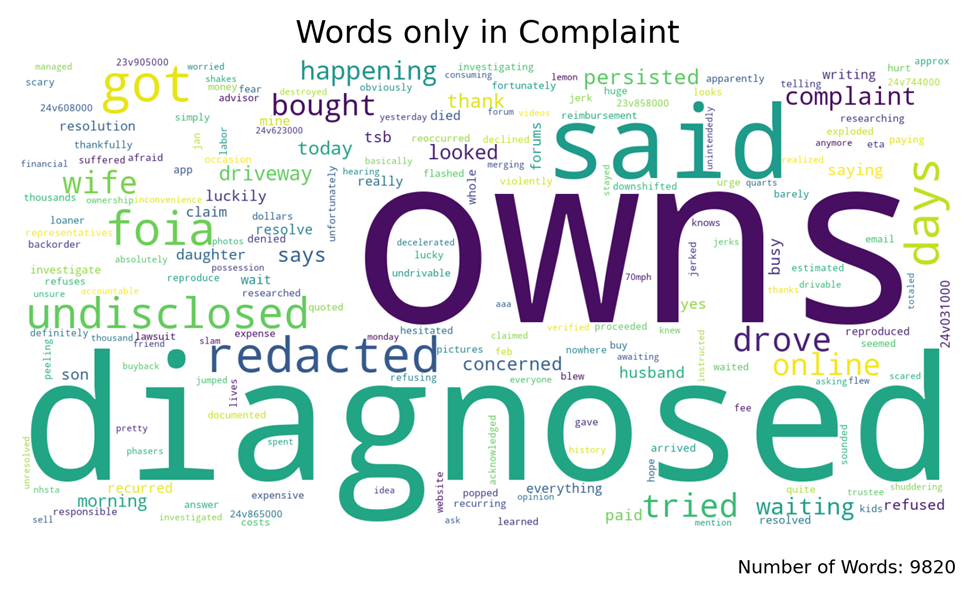 Words only in Complaint
managed 23v905000 worried shakes investigating approx
scary got money fear obviously happening consuming fortunately lemon huge persisted apparently looks telling writing hurt 24v744000
24v608000 advisor destroyed bought yesterday died thank forum videos jerk 23v858000 reimbursement complaint
resolution simply jan labor mine 24v623000 tsb reoccurred declined forums said unintendedly researching
thankfully today basically looked merging exploded anymore eta paying
financial suffered afraid occasion hearing flashed whole violently stayed downshifted urge quarts barely realized saying
wife app driveway really
thousands ownership inconvenience luckily unfortunately owns days
loaner foia claim dollars resolve knows
representatives photos denied decelerated jerks email
backorder absolutely daughter says lucky jerked busy
investigate possession wait undrivable 70mph estimated
refuses reproduce researched aaa drivable
unsure accountable undisclosed quoted yes thanks totaled 24v031000
definitely thousand lawsuit expense monday hesitated claimed verified proceeded knew drove reproduced
peeling friend slam redacted pictures feb nowhere buy instructed seemed
buyback concerned awaiting waited online
son jumped lives refusing everyone blew husband asking flew scared
diagnosed
documented fee
pretty gave
unresolved phasers spent acknowledged history arrived sounded
nhsta recurred idea website popped everything hope quite trustee shuddering
morning answer expensive recurring opinion tried waiting kids refused
responsible 24v865000 paid
sell investigated costs ask learned mention resolved
Number of Words: 9820